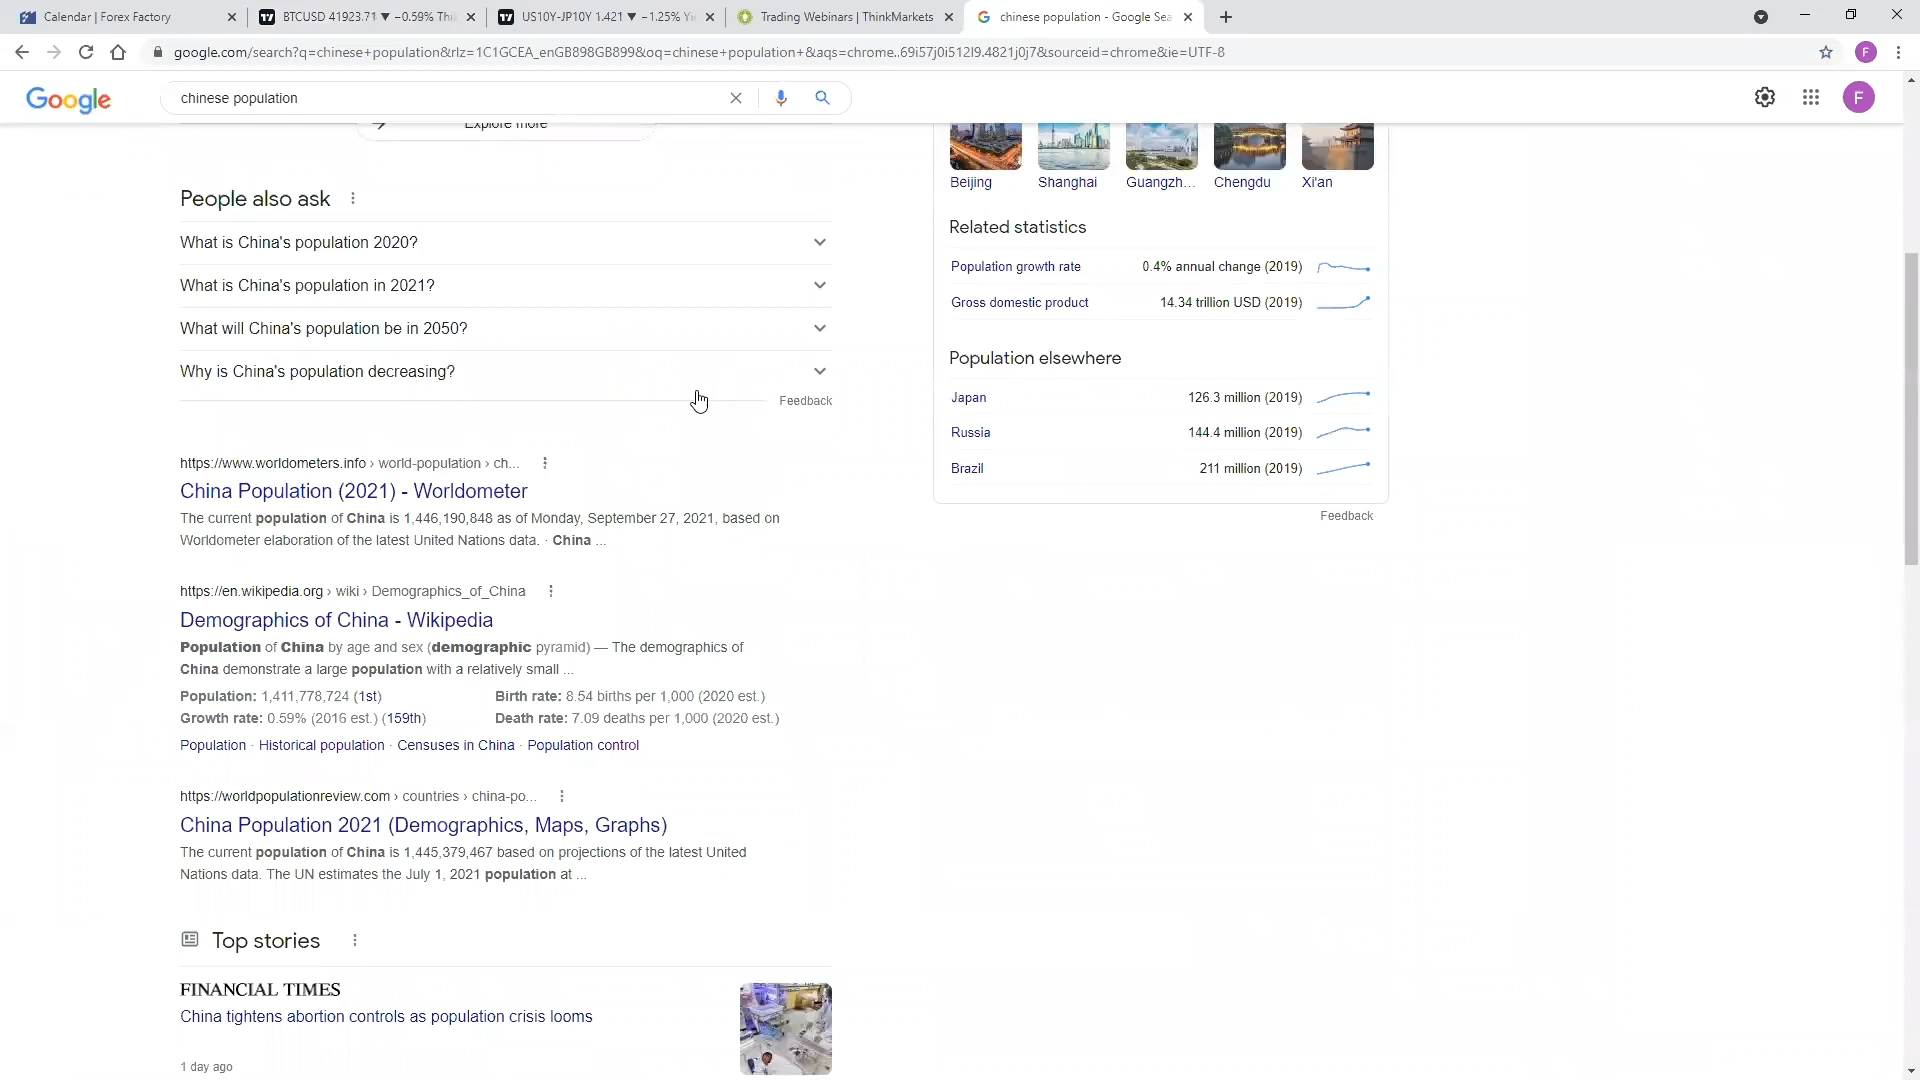 Calendar | Forex Factory
BTCUSD 41923.71 ▼ −0.59% Thi
US10Y-JP10Y 1.421 ▼ −1.25% Yi
Trading Webinars | ThinkMarkets
chinese population - Google Sea
google.com/search?q=chinese+population&rlz=1C1GCEA_enGB898GB899&oq=chinese+population+&aqs=chrome..69i57j0i512l9.4821j0j7&sourceid=chrome&ie=UTF-8
F
Google
chinese population
F
Explore more
People also ask
What is China's population 2020?
What is China's population in 2021?
What will China's population be in 2050?
Why is China's population decreasing?
Feedback
https://www.worldometers.info › world-population › ch...
China Population (2021) - Worldometer
The current population of China is 1,446,190,848 as of Monday, September 27, 2021, based on
Worldometer elaboration of the latest United Nations data. · China ...
https://en.wikipedia.org › wiki › Demographics_of_China
Demographics of China - Wikipedia
Population of China by age and sex (demographic pyramid) — The demographics of
China demonstrate a large population with a relatively small ...
Population: 1,411,778,724 (1st)
Birth rate: 8.54 births per 1,000 (2020 est.)
Growth rate: 0.59% (2016 est.) (159th)
Death rate: 7.09 deaths per 1,000 (2020 est.)
Population · Historical population · Censuses in China · Population control
https://worldpopulationreview.com › countries › china-po...
China Population 2021 (Demographics, Maps, Graphs)
The current population of China is 1,445,379,467 based on projections of the latest United
Nations data. The UN estimates the July 1, 2021 population at ...
Top stories
FINANCIAL TIMES
China tightens abortion controls as population crisis looms
1 day ago
Beijing
Shanghai
Guangzh...
Chengdu
Xi'an
Related statistics
Population growth rate 0.4% annual change (2019)
Gross domestic product 14.34 trillion USD (2019)
Population elsewhere
Japan 126.3 million (2019)
Russia 144.4 million (2019)
Brazil 211 million (2019)
Feedback